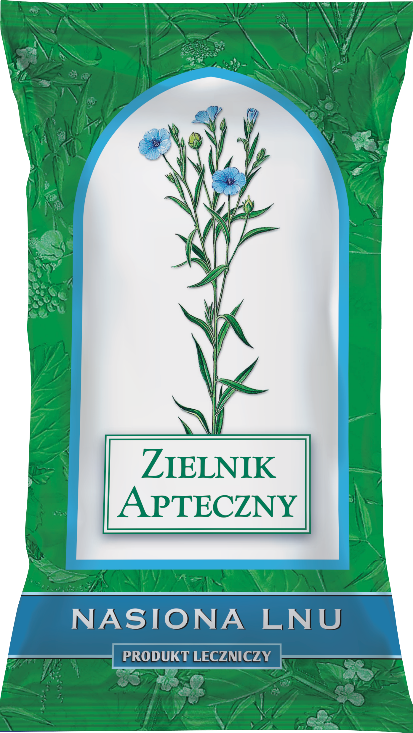 ZIELNIK
APTECZNY
NASIONA LNU
PRODUKT LECZNICZY